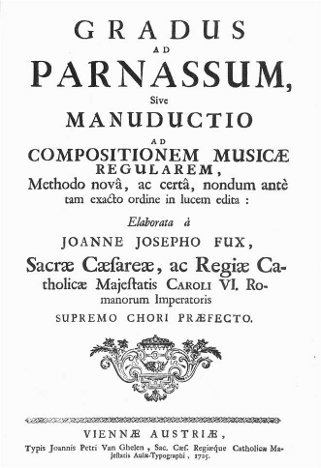 GRADUS
AD
PARNASSUM,
Sive
MANUDUCTIO
AD
COMPOSITIONEM MUSICÆ
REGULAREM,
Methodo novâ, ac certâ, nondum antè
tam exacto ordine in lucem edita :
Elaborata à
JOANNE JOSEPHO FUX,
Sacræ Cæſareæ, ac Regiæ Ca-
tholicæ Majeſtatis CAROLI VI. Ro-
manorum Imperatoris
SUPREMO CHORI PRÆFECTO.
VIENNÆ AUSTRIÆ,
Typis Joannis Petri Van Ghelen, Sac. Cæſ. Regiæque Catholicæ Ma-
jeſtatis Aulæ-Typographi, 1725.